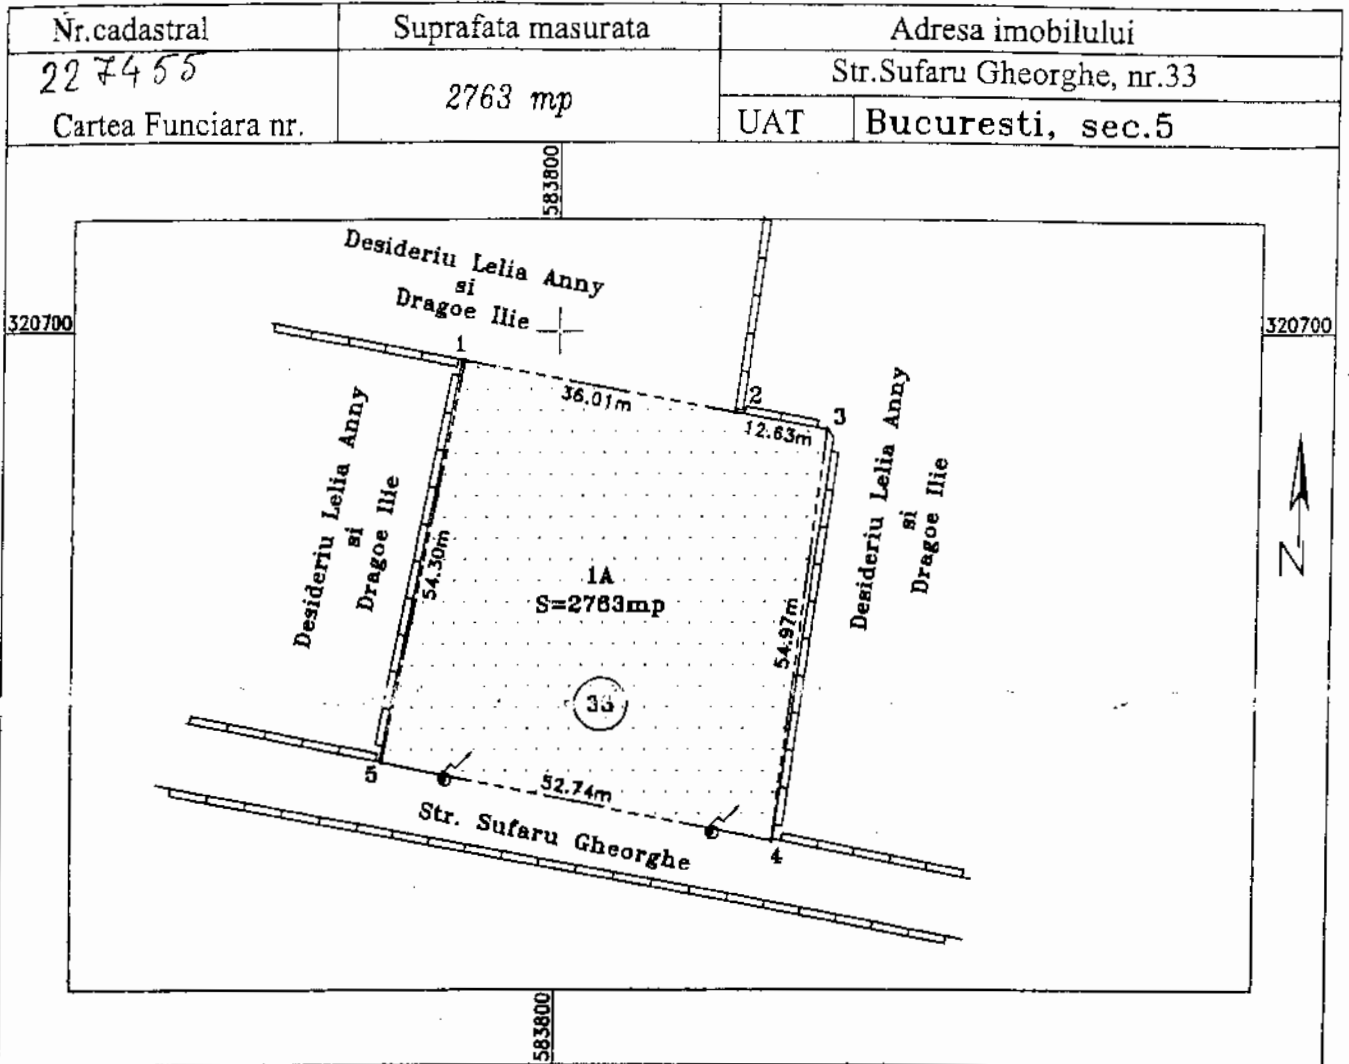 Nr.cadastral
Suprafata masurata
Adresa imobilului
227455
2763 mp
Str.Sufaru Gheorghe, nr.33
Cartea Funciara nr.
UAT
Bucuresti, sec.5
583800
Desideriu Lelia Anny
si
Dragoe Ilie
320700
320700
1
36.01m
2
12.63m
3
Desideriu Lelia Anny
si
Dragoe Ilie
54.30m
1A
S=2763mp
54.97m
Desideriu Lelia Anny
si
Dragoe Ilie
N
33
5
52.74m
4
Str. Sufaru Gheorghe
583800